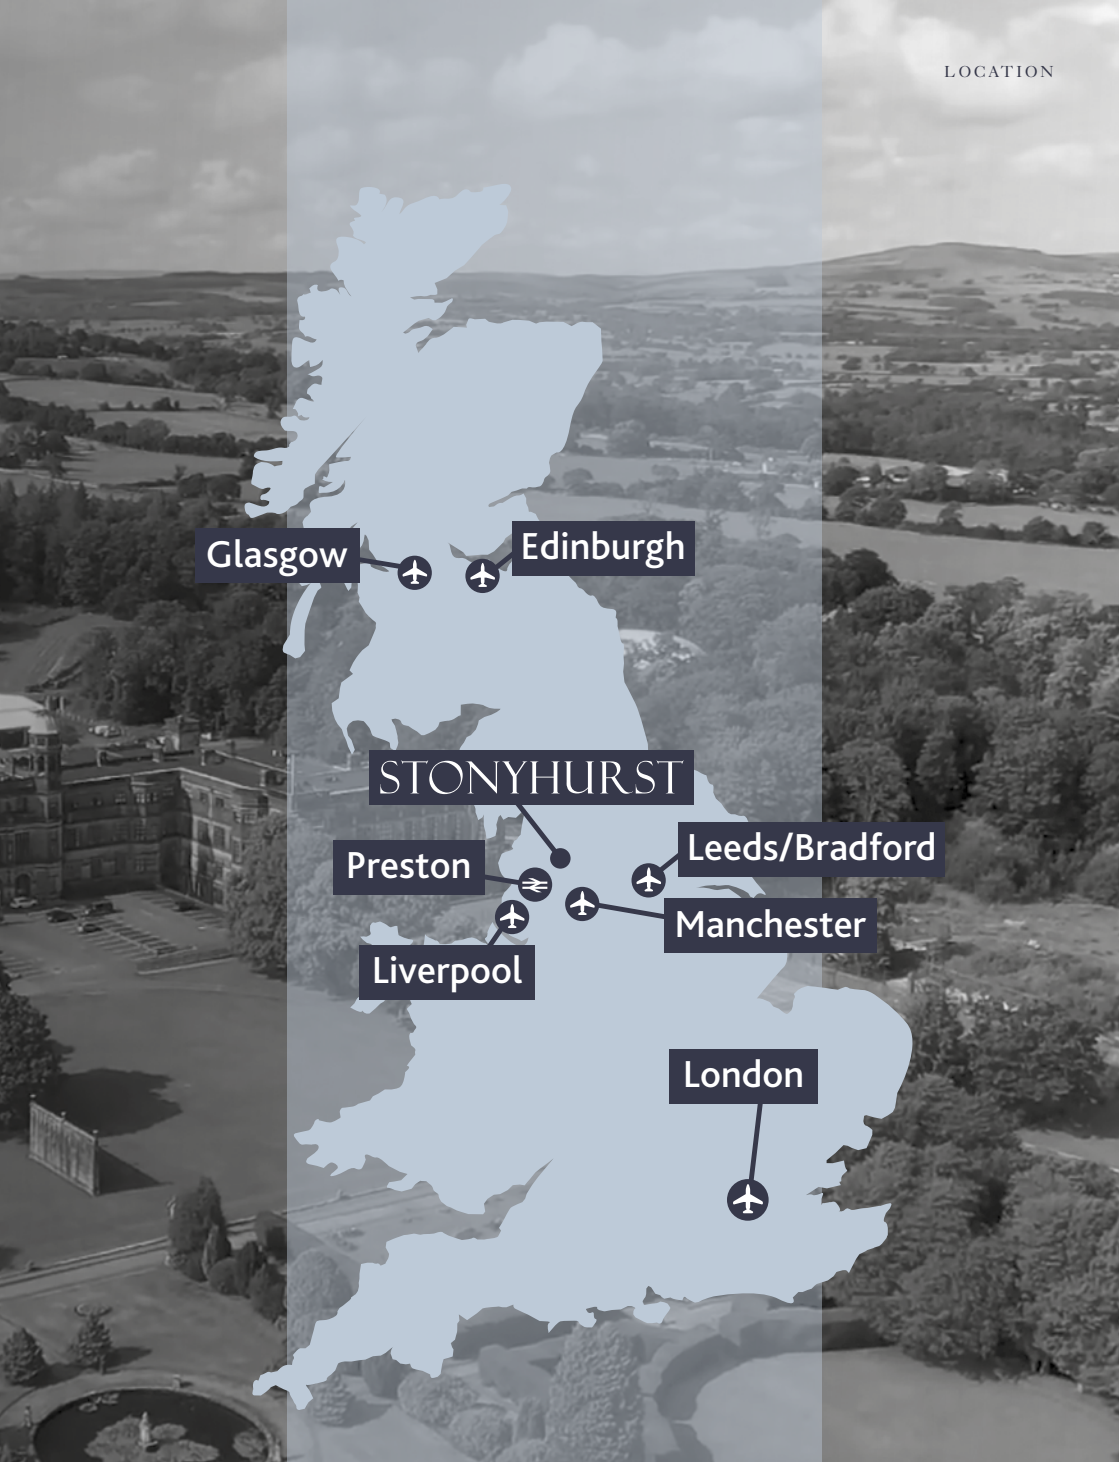 LOCATION
Glasgow
Edinburgh
STONYHURST
Preston
Leeds/Bradford
Manchester
Liverpool
London